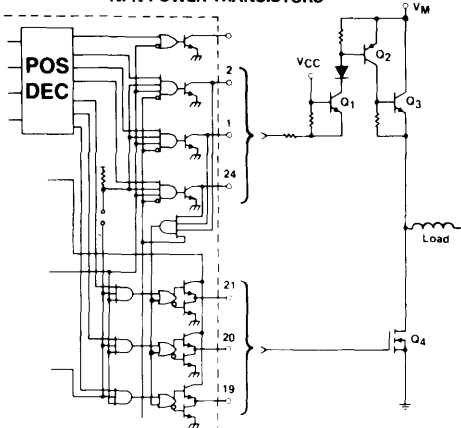 NPN POWER TRANSISTORS
VM
POS
DEC
2
VCC
Q2
Q1
Q3
1
24
Load
21
20
Q4
19